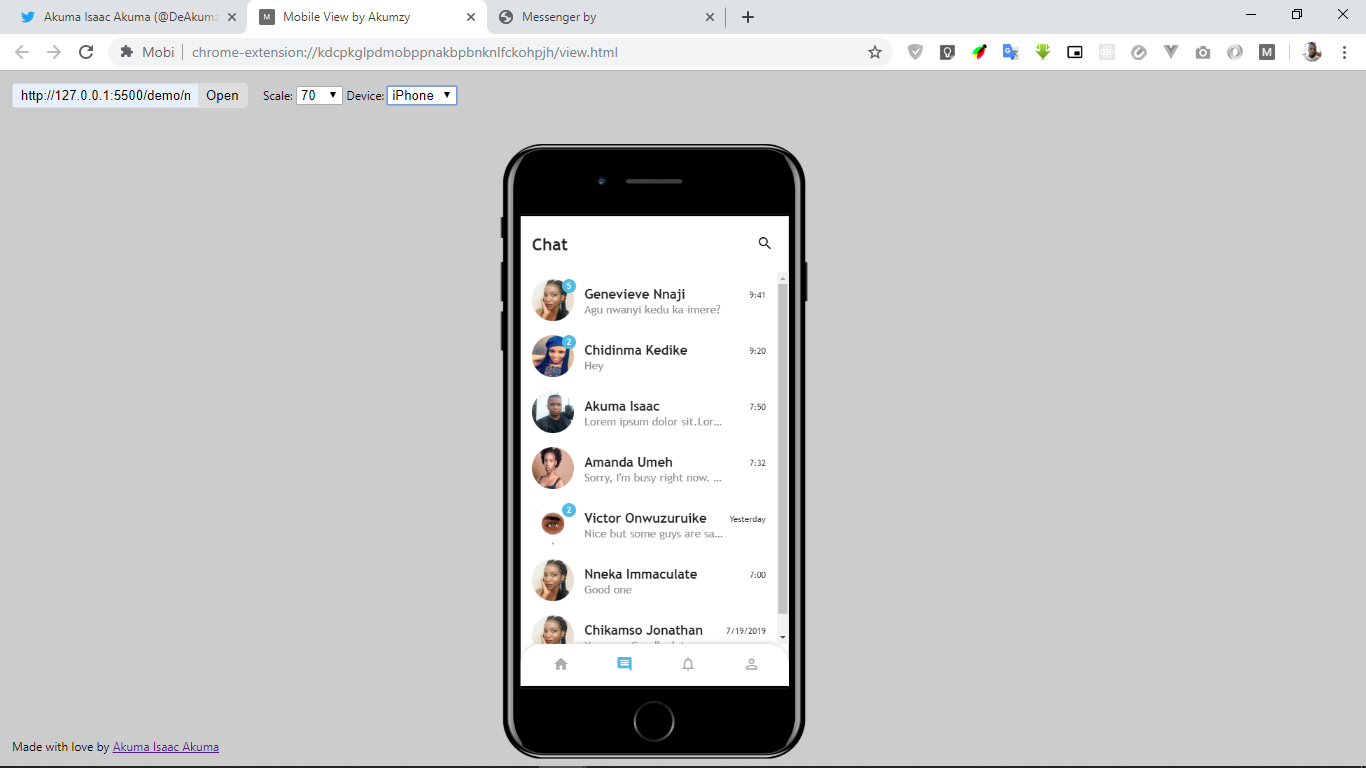 Akuma Isaac Akuma (@DeAkumz
Mobile View by Akumzy
Messenger by
Mobi
chrome-extension://kdcpkglpdmobppnakbpbnknlfckohpjh/view.html
http://127.0.0.1:5500/demo/n
Open
Scale: 70
Device: iPhone
Chat
5
Genevieve Nnaji
9:41
Agu nwanyi kedu ka imere?
2
Chidinma Kedike
9:20
Hey
Akuma Isaac
7:50
Lorem ipsum dolor sit.Lor...
Amanda Umeh
7:32
Sorry, I'm busy right now. ...
2
Victor Onwuzuruike
Yesterday
Nice but some guys are sa...
Nneka Immaculate
7:00
Good one
Chikamso Jonathan
7/19/2019
Made with love by Akuma Isaac Akuma